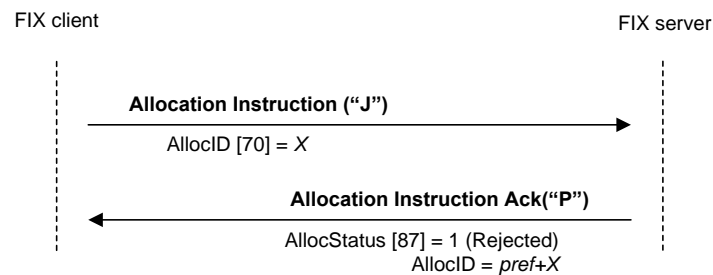 FIX client
FIX server
Allocation Instruction (“J”)
AllocID [70] = X
Allocation Instruction Ack(“P”)
AllocStatus [87] = 1 (Rejected)
AllocID = pref+X